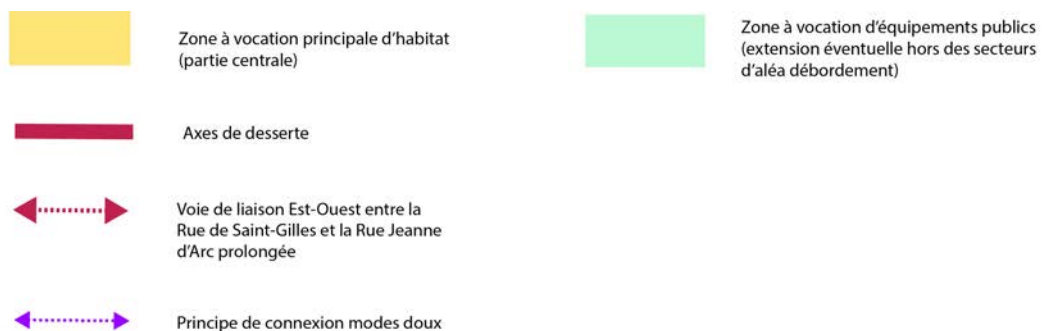 Zone à vocation principale d'habitat
(partie centrale)
Axes de desserte
Voie de liaison Est-Ouest entre la
Rue de Saint-Gilles et la Rue Jeanne
d'Arc prolongée
Principe de connexion modes doux
Zone à vocation d'équipements publics
(extension éventuelle hors des secteurs
d'aléa débordement)